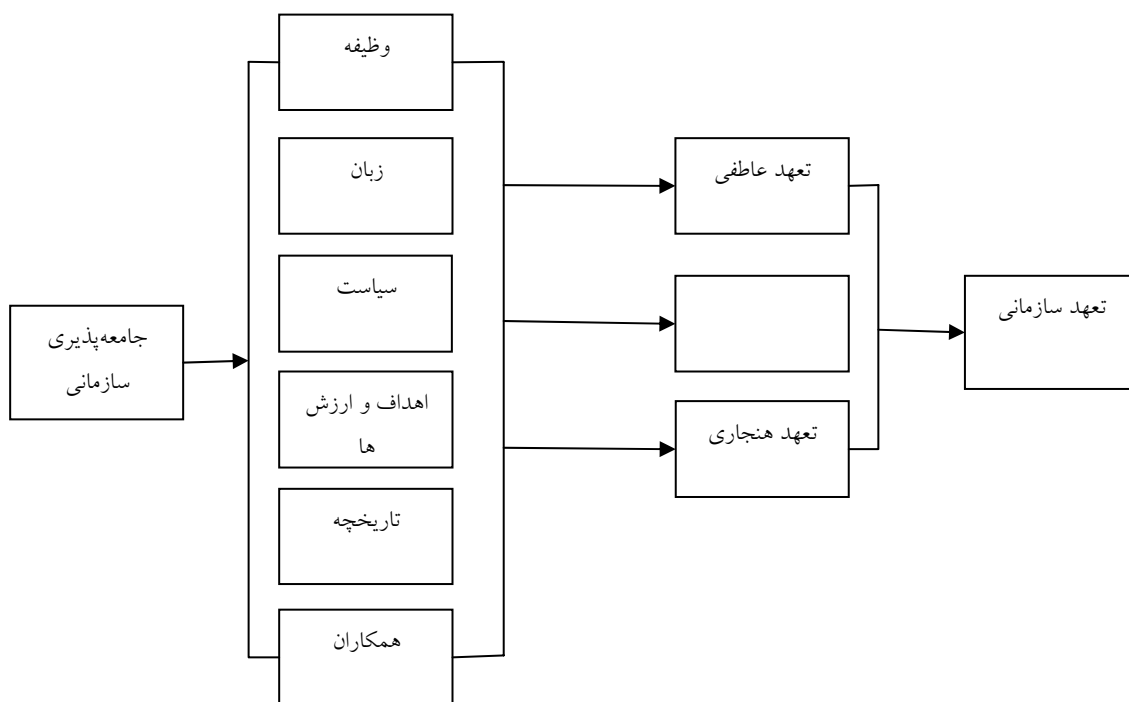 وظیفه
زبان
سیاست
اهداف و ارزش
ها
تاریخچه
همکاران
جامعه‌پذیری
سازمانی
تعهد عاطفی
تعهد هنجاری
تعهد سازمانی